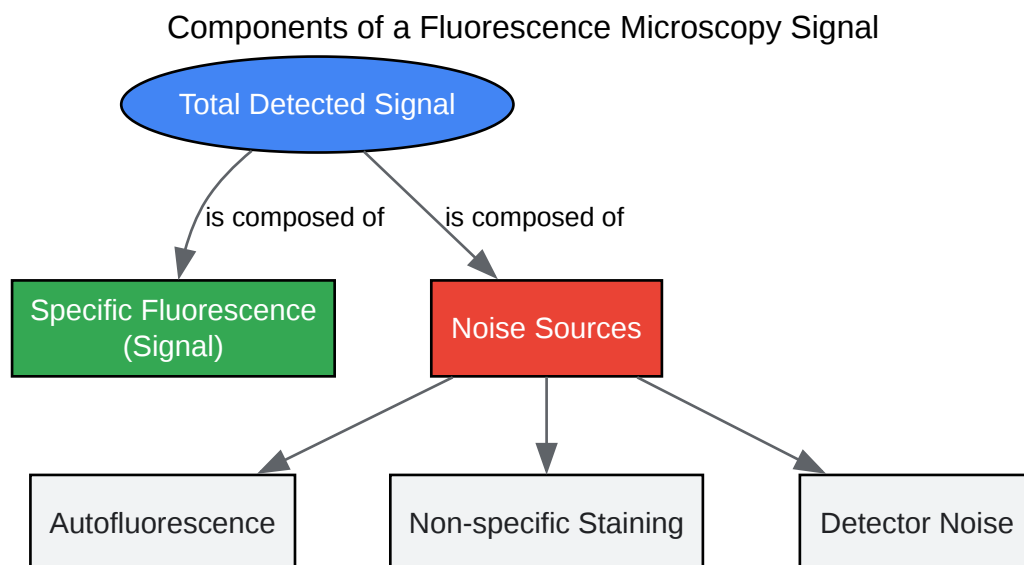 Components of a Fluorescence Microscopy Signal
Total Detected Signal
is composed of
is composed of
Specific Fluorescence
(Signal)
Noise Sources
Autofluorescence
Non-specific Staining
Detector Noise